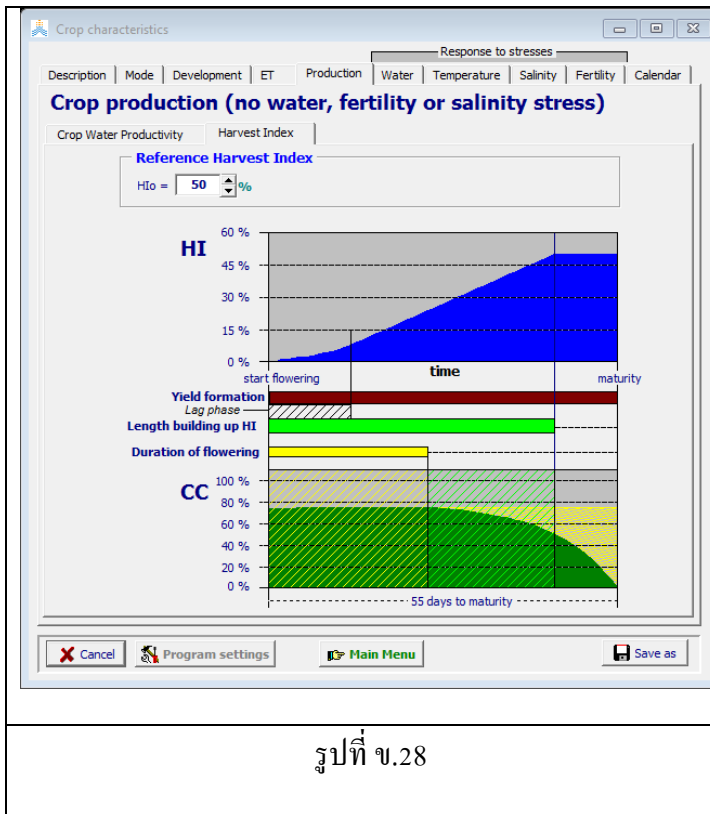 Crop characteristics
Response to stresses
Description Mode Development ET Production Water Temperature Salinity Fertility Calendar
Crop production (no water, fertility or salinity stress)
Crop Water Productivity Harvest Index
Reference Harvest Index
HIo = 50 %
HI
60 %
45 %
30 %
15 %
0 %
start flowering time maturity
Yield formation
Lag phase
Length building up HI
Duration of flowering
CC
100 %
80 %
60 %
40 %
20 %
0 %
55 days to maturity
Cancel Program settings Main Menu Save as
รูปที่ ข.28